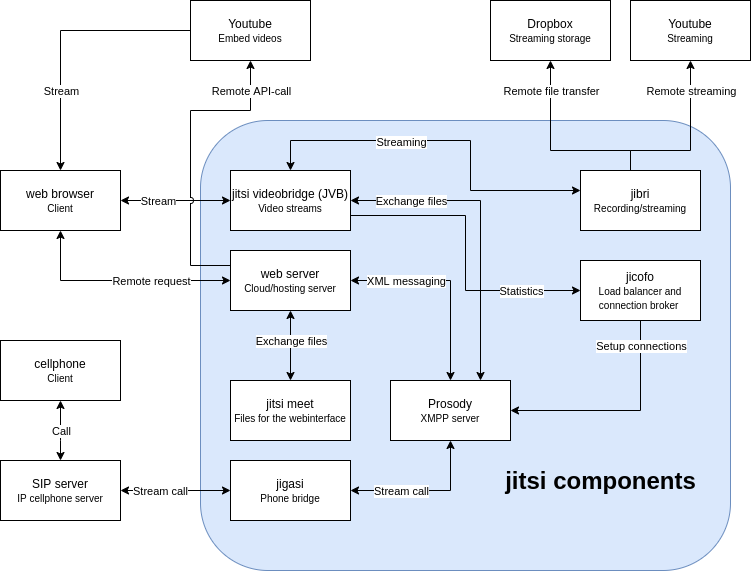 Youtube
Embed videos
Dropbox
Streaming storage
Youtube
Streaming
Stream
Remote API-call
Remote file transfer
Remote streaming
Streaming
web browser
Client
Stream
jitsi videobridge (JVB)
Video streams
Exchange files
jibri
Recording/streaming
web server
Cloud/hosting server
Remote request
XML messaging
Statistics
jicofo
Load balancer and
connection broker
Exchange files
Setup connections
cellphone
Client
jitsi meet
Files for the webinterface
Prosody
XMPP server
Call
SIP server
IP cellphone server
Stream call
jigasi
Phone bridge
Stream call
jitsi components